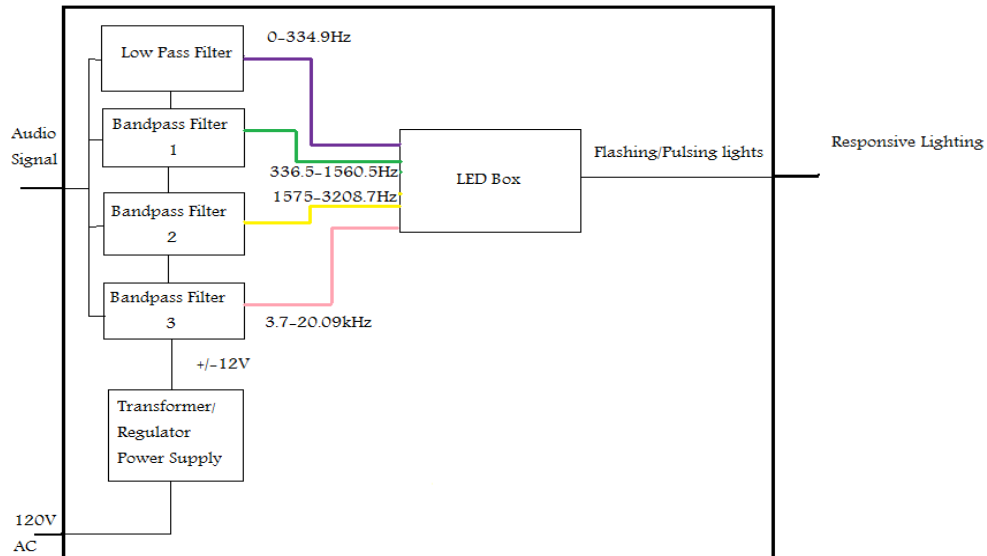 0-334.9Hz
Low Pass Filter
Audio
Signal
Bandpass Filter
1
336.5-1560.5Hz
1575-3208.7Hz
Bandpass Filter
2
Bandpass Filter
3
3.7-20.09kHz
LED Box
Flashing/Pulsing lights
Responsive Lighting
+/-12V
Transformer/
Regulator
Power Supply
120V
AC